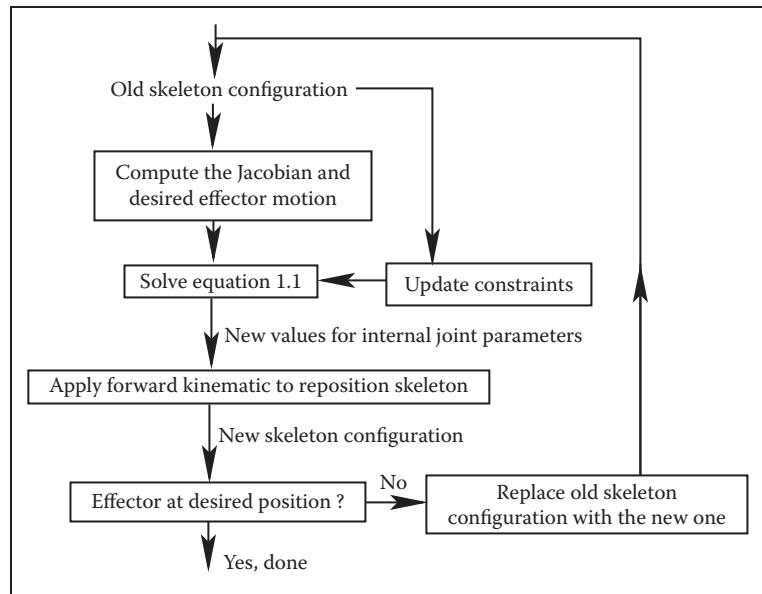 Old skeleton configuration
Compute the Jacobian and
desired effector motion
Solve equation 1.1
Update constraints
New values for internal joint parameters
Apply forward kinematic to reposition skeleton
New skeleton configuration
Effector at desired position ?
No
Replace old skeleton
configuration with the new one
Yes, done